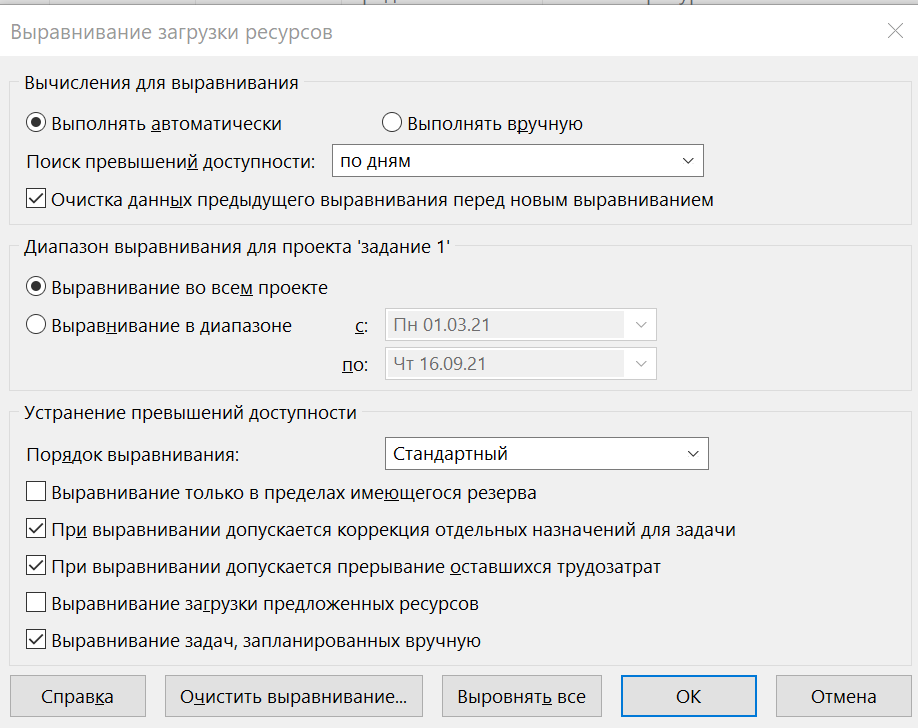 Выравнивание загрузки ресурсов
Вычисления для выравнивания
Выполнять автоматически Выполнять вручную
Поиск превышений доступности: по дням
Очистка данных предыдущего выравнивания перед новым выравниванием
Диапазон выравнивания для проекта 'задание 1'
Выравнивание во всем проекте
Выравнивание в диапазоне с: Пн 01.03.21
по: Чт 16.09.21
Устранение превышений доступности
Порядок выравнивания: Стандартный
Выравнивание только в пределах имеющегося резерва
При выравнивании допускается коррекция отдельных назначений для задачи
При выравнивании допускается прерывание оставшихся трудозатрат
Выравнивание загрузки предложенных ресурсов
Выравнивание задач, запланированных вручную
Справка Очистить выравнивание... Выровнять все ОК Отмена